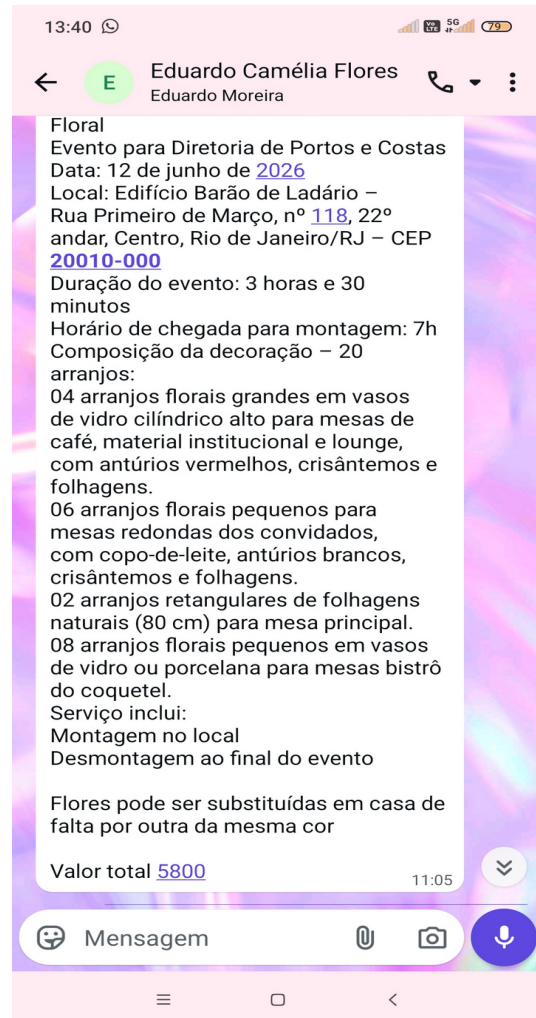 13:40
Vo LTE 5G 79
E
Eduardo Camélia Flores
Eduardo Moreira
Floral
Evento para Diretoria de Portos e Costas
Data: 12 de junho de 2026
Local: Edifício Barão de Ladário –
Rua Primeiro de Março, nº 118, 22º
andar, Centro, Rio de Janeiro/RJ – CEP
20010-000
Duração do evento: 3 horas e 30
minutos
Horário de chegada para montagem: 7h
Composição da decoração – 20
arranjos:
04 arranjos florais grandes em vasos
de vidro cilíndrico alto para mesas de
café, material institucional e lounge,
com antúrios vermelhos, crisântemos e
folhagens.
06 arranjos florais pequenos para
mesas redondas dos convidados,
com copo-de-leite, antúrios brancos,
crisântemos e folhagens.
02 arranjos retangulares de folhagens
naturais (80 cm) para mesa principal.
08 arranjos florais pequenos em vasos
de vidro ou porcelana para mesas bistrô
do coquetel.
Serviço inclui:
Montagem no local
Desmontagem ao final do evento
Flores pode ser substituídas em casa de
falta por outra da mesma cor
Valor total 5800
11:05
Mensagem